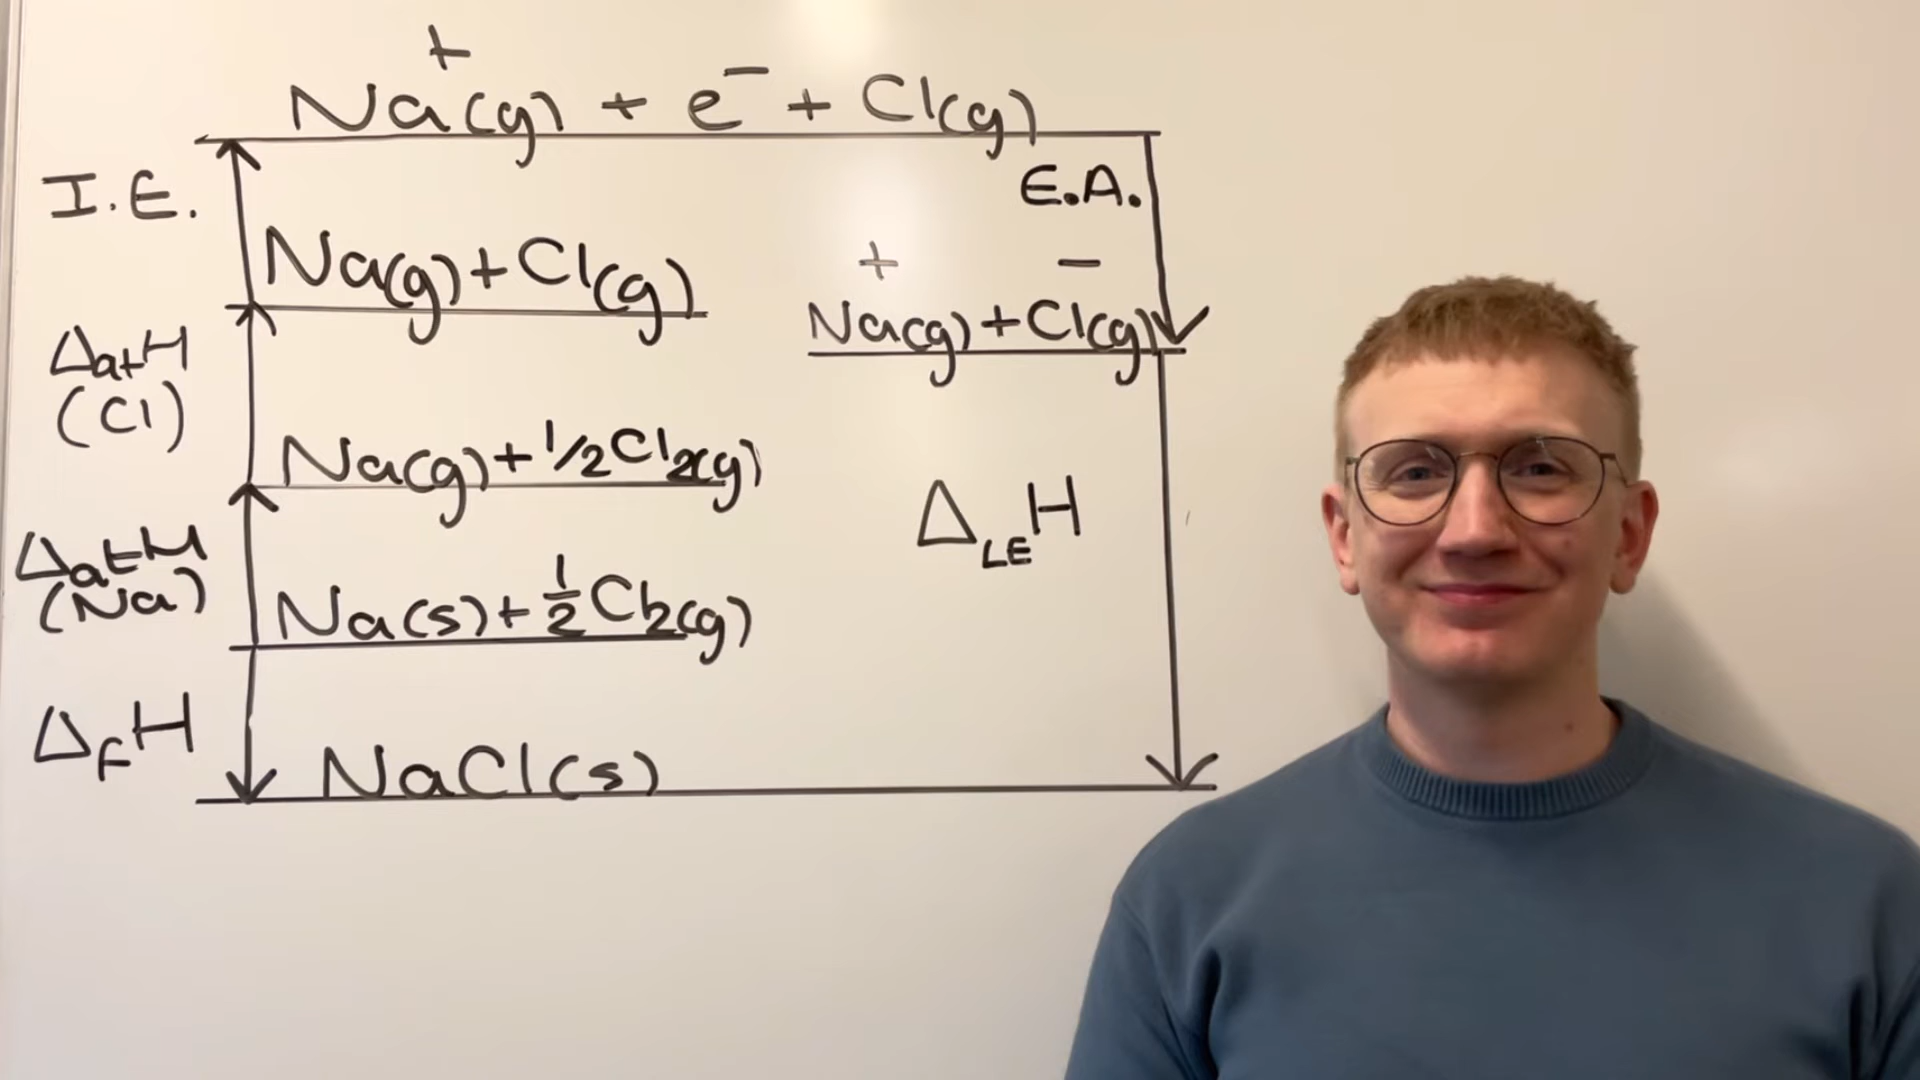 Na⁺(g) + e⁻ + Cl(g)
I.E.
E.A.
Na(g)+Cl(g)
Na⁺(g)+Cl⁻(g)
ΔatH
(Cl)
Na(g)+1/2Cl2(g)
ΔLEH
ΔatH
(Na)
Na(s)+½Cl2(g)
ΔFH
NaCl(s)